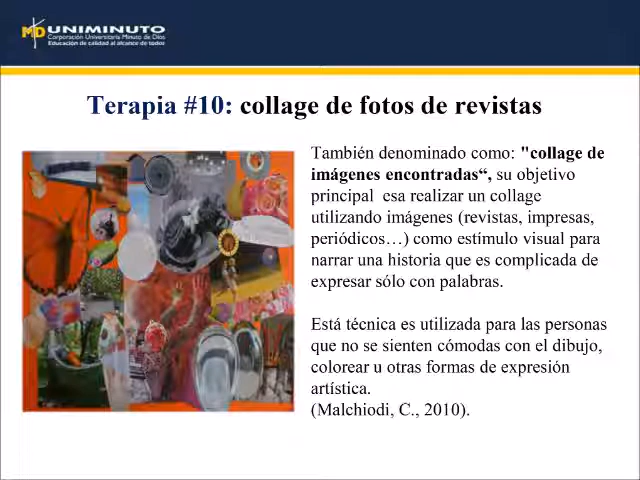 UNIMINUTO
Corporación Universitaria Minuto de Dios
Educación de calidad al alcance de todos
Terapia #10: collage de fotos de revistas
También denominado como: "collage de
imágenes encontradas“, su objetivo
principal esa realizar un collage
utilizando imágenes (revistas, impresas,
periódicos…) como estímulo visual para
narrar una historia que es complicada de
expresar sólo con palabras.
Está técnica es utilizada para las personas
que no se sienten cómodas con el dibujo,
colorear u otras formas de expresión
artística.
(Malchiodi, C., 2010).